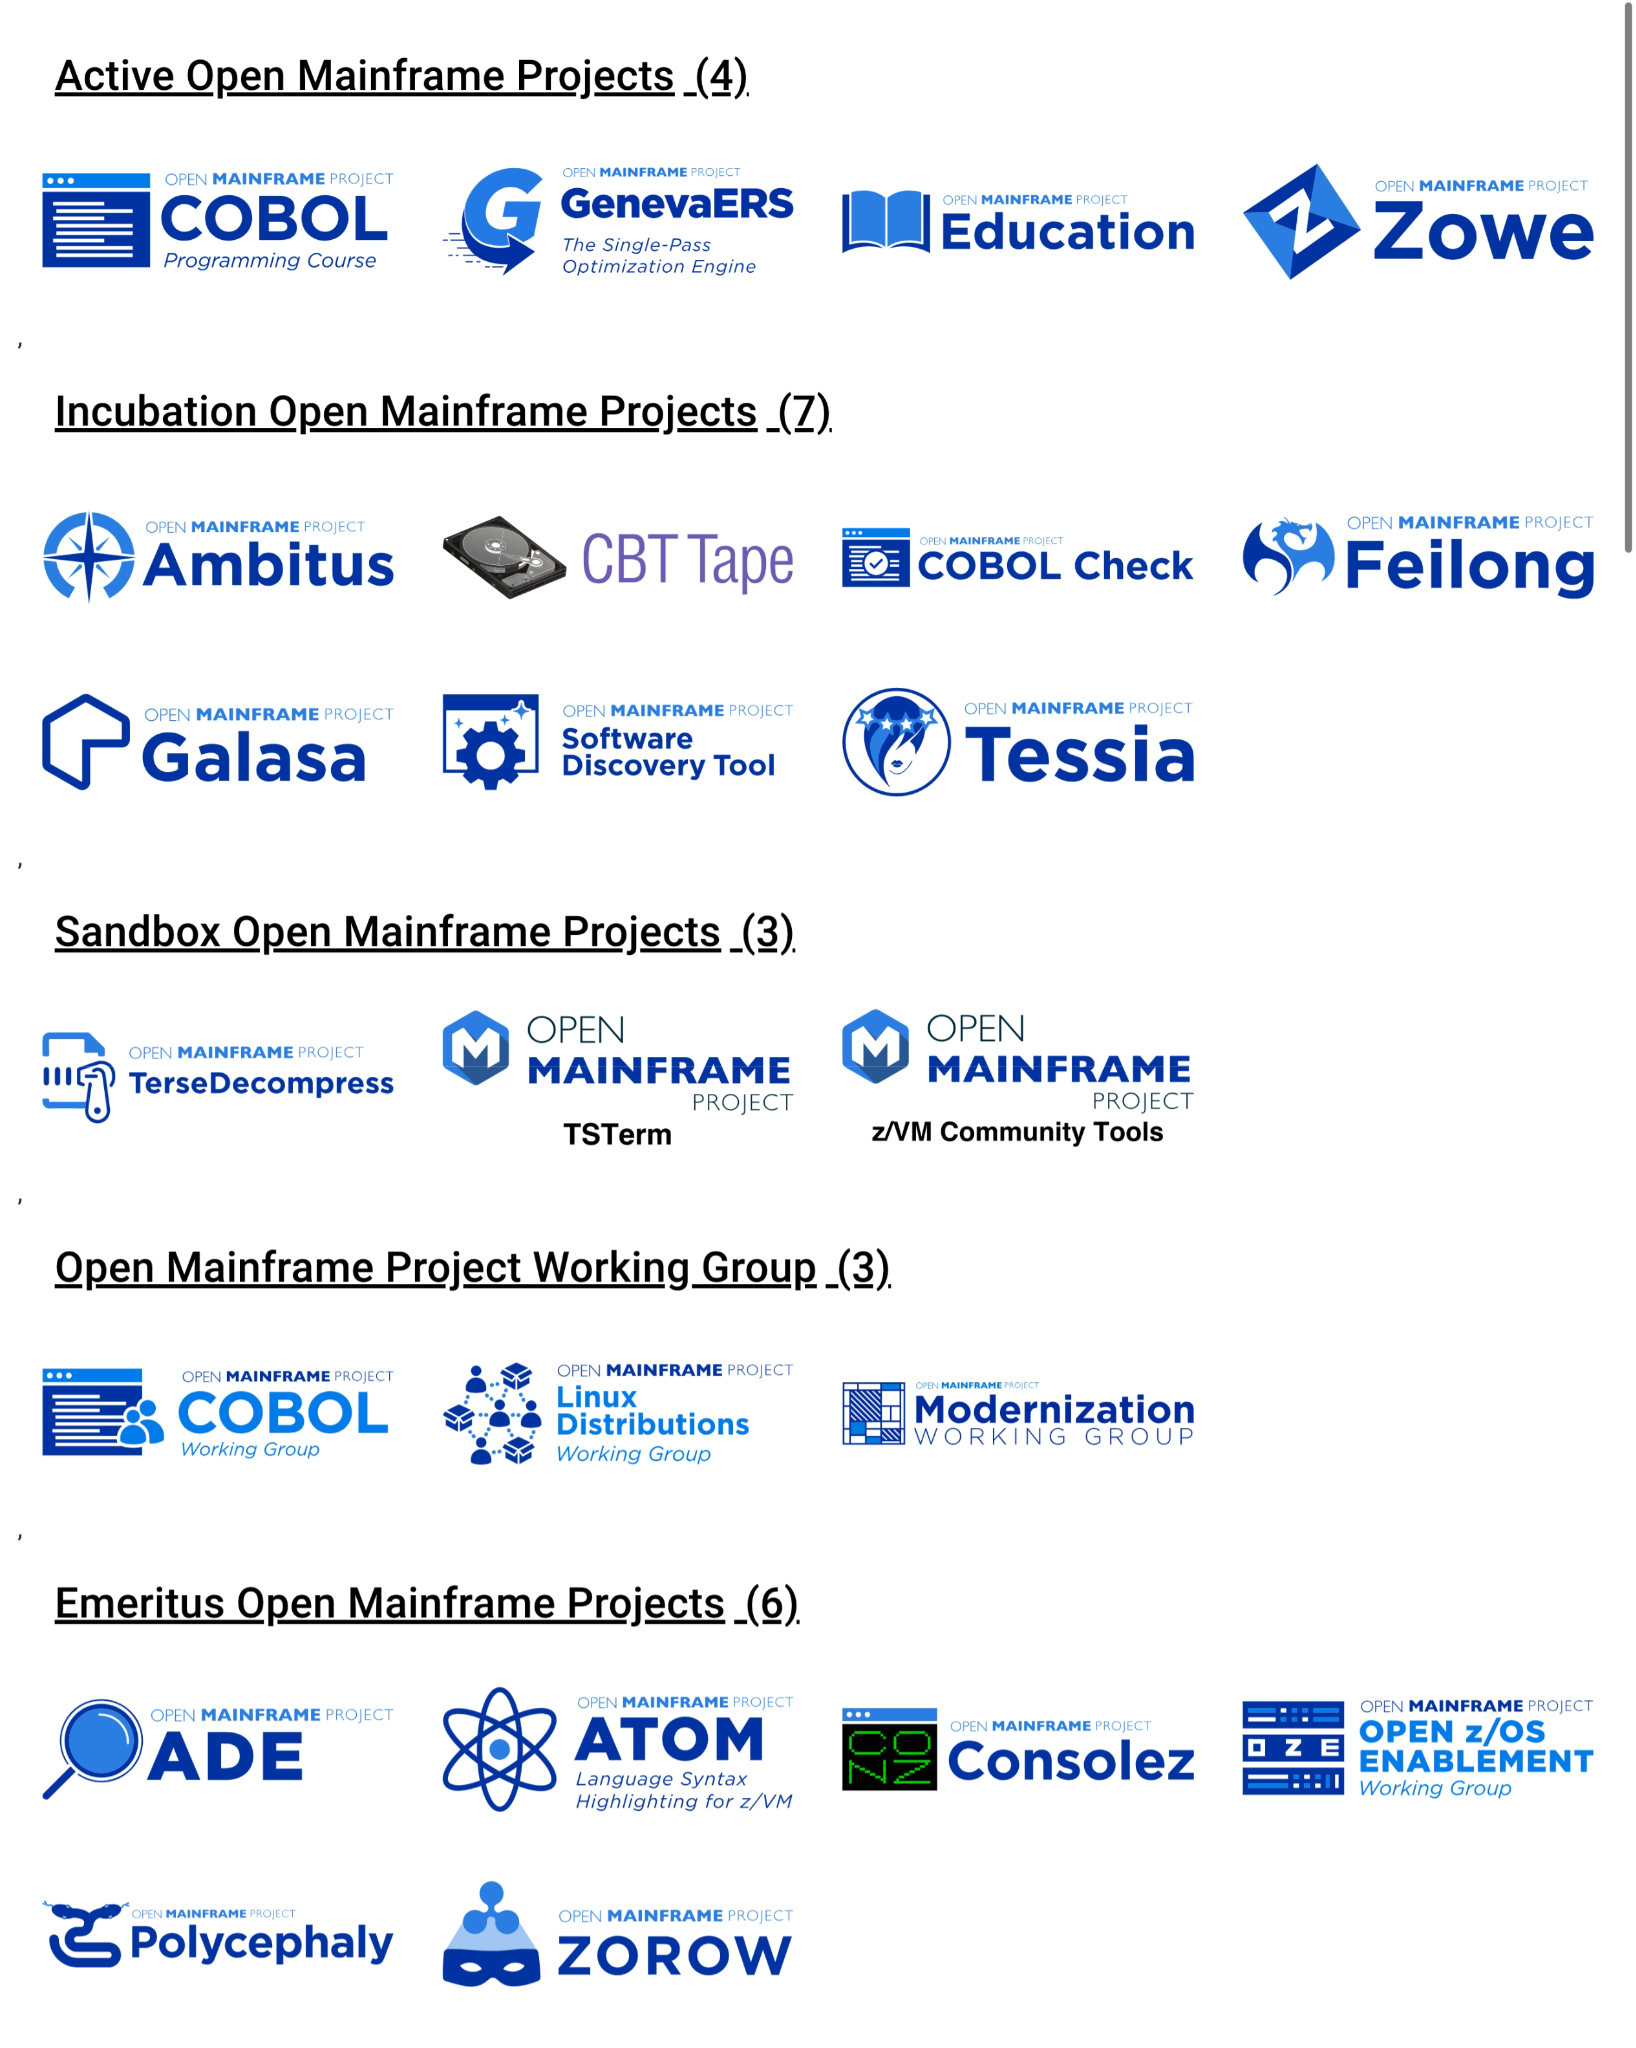 Active Open Mainframe Projects (4)
OPEN MAINFRAME PROJECT
COBOL
Programming Course
OPEN MAINFRAME PROJECT
GenevaERS
The Single-Pass
Optimization Engine
OPEN MAINFRAME PROJECT
Education
OPEN MAINFRAME PROJECT
Zowe
,
Incubation Open Mainframe Projects (7)
OPEN MAINFRAME PROJECT
Ambitus
CBT Tape
OPEN MAINFRAME PROJECT
COBOL Check
OPEN MAINFRAME PROJECT
Feilong
OPEN MAINFRAME PROJECT
Galasa
OPEN MAINFRAME PROJECT
Software
Discovery Tool
OPEN MAINFRAME PROJECT
Tessia
,
Sandbox Open Mainframe Projects (3)
OPEN MAINFRAME PROJECT
TerseDecompress
OPEN
MAINFRAME
PROJECT
TSTerm
OPEN
MAINFRAME
PROJECT
z/VM Community Tools
,
Open Mainframe Project Working Group (3)
OPEN MAINFRAME PROJECT
COBOL
Working Group
OPEN MAINFRAME PROJECT
Linux
Distributions
Working Group
OPEN MAINFRAME PROJECT
Modernization
WORKING GROUP
,
Emeritus Open Mainframe Projects (6)
OPEN MAINFRAME PROJECT
ADE
OPEN MAINFRAME PROJECT
ATOM
Language Syntax
Highlighting for z/VM
CO
NZ
OPEN MAINFRAME PROJECT
Consolez
OZE
OPEN MAINFRAME PROJECT
OPEN z/OS
ENABLEMENT
Working Group
OPEN MAINFRAME PROJECT
Polycephaly
OPEN MAINFRAME PROJECT
ZOROW